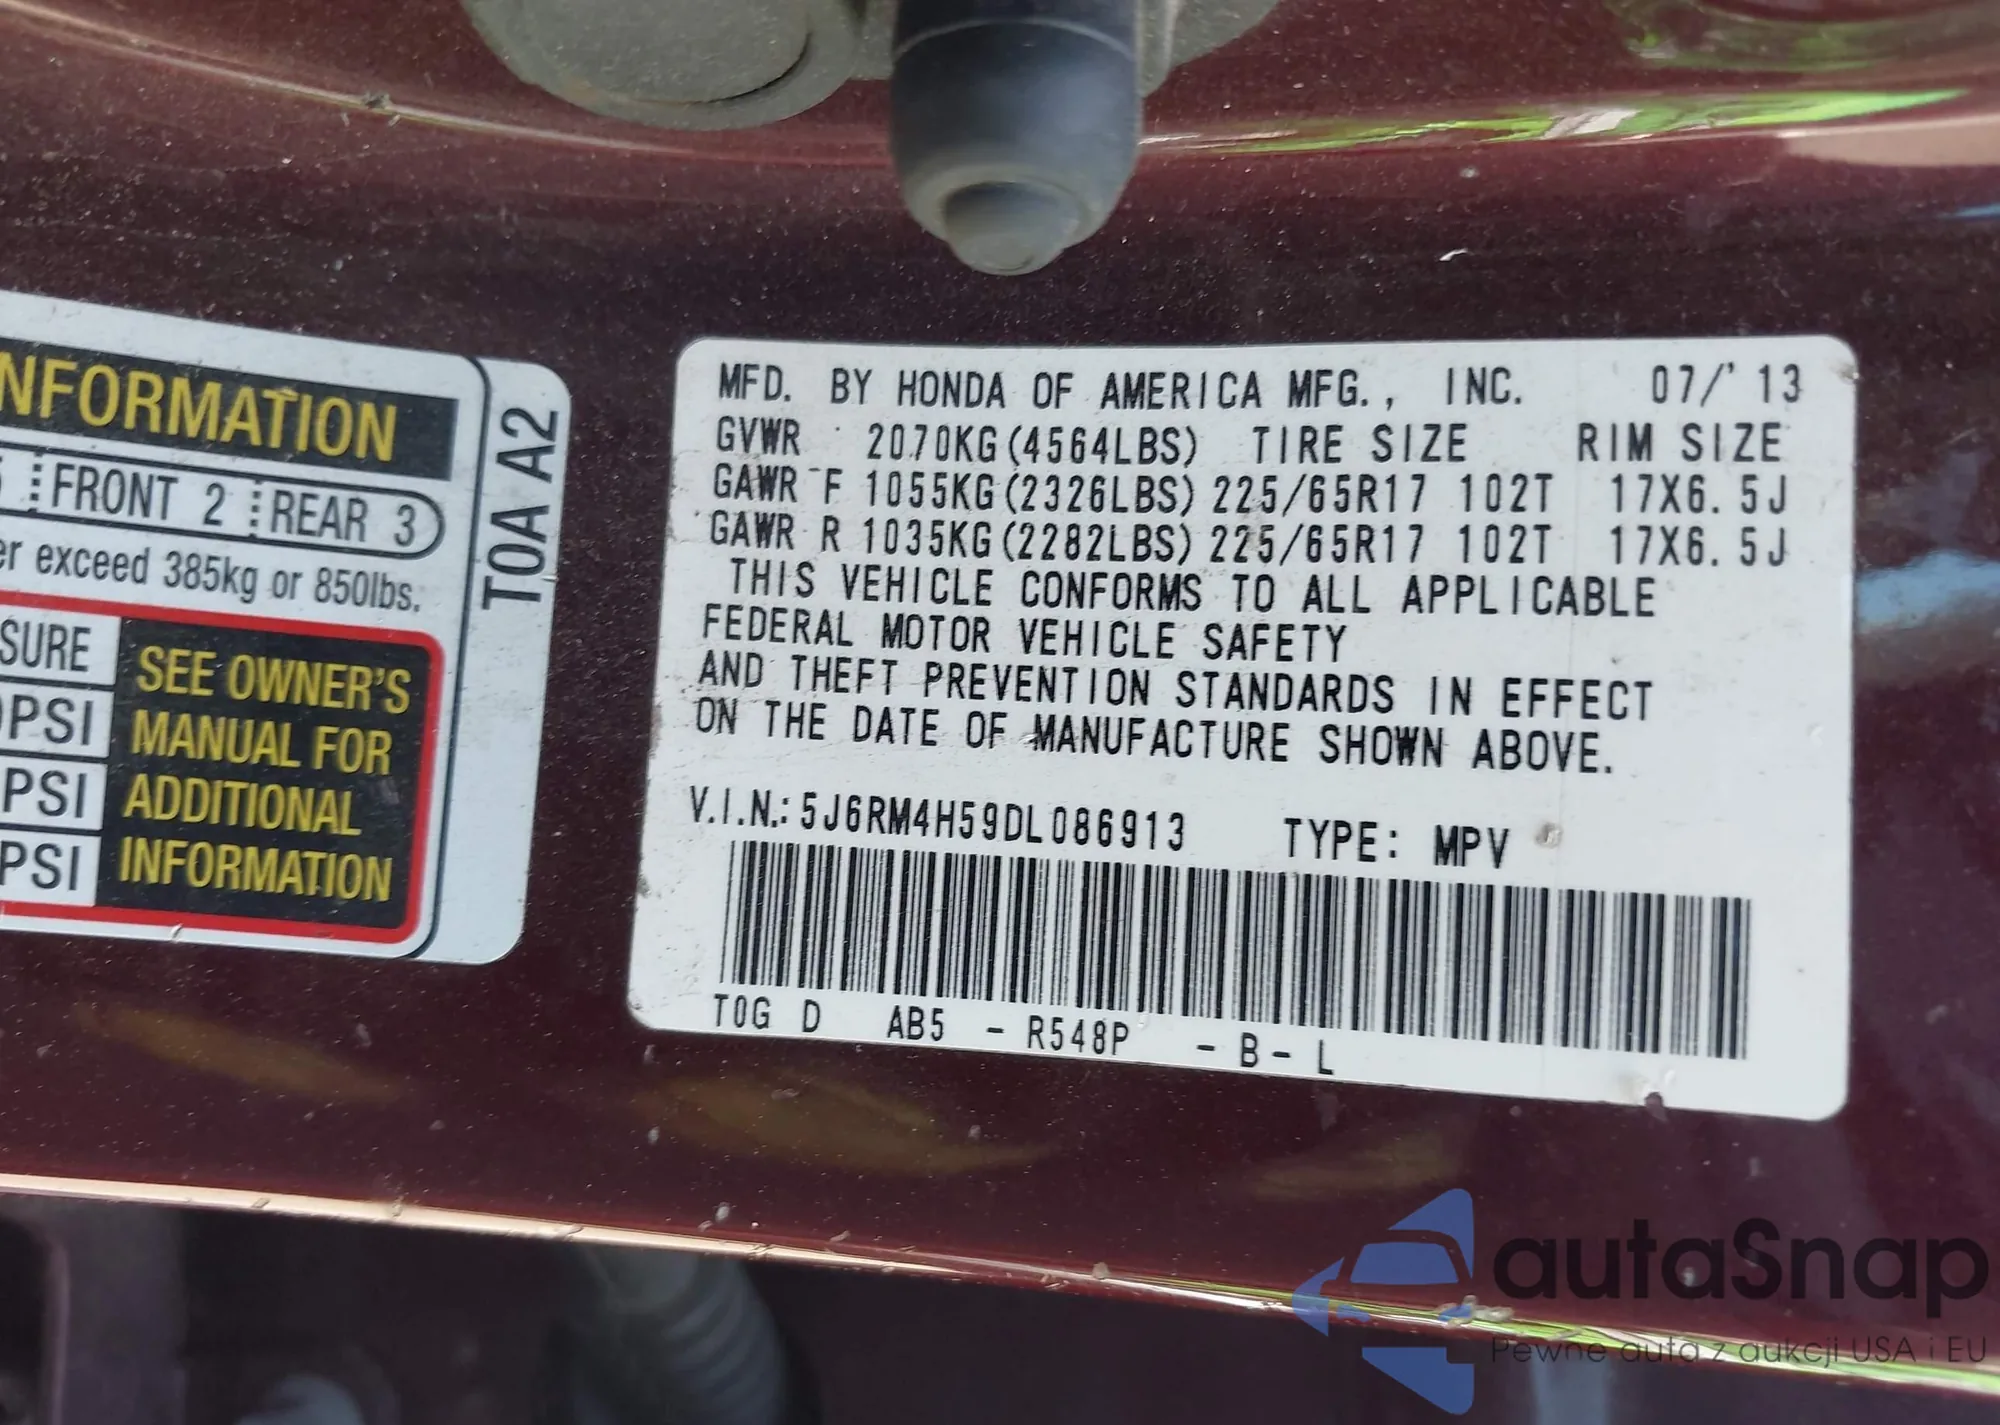 NFORMATION
FRONT 2 REAR 3
er exceed 385kg or 850lbs.
SURE
PSI
PSI
PSI
SEE OWNER'S
MANUAL FOR
ADDITIONAL
INFORMATION
T0A A2
MFD. BY HONDA OF AMERICA MFG., INC. 07/'13
GVWR 2070KG(4564LBS) TIRE SIZE RIM SIZE
GAWR F 1055KG(2326LBS) 225/65R17 102T 17X6.5J
GAWR R 1035KG(2282LBS) 225/65R17 102T 17X6.5J
THIS VEHICLE CONFORMS TO ALL APPLICABLE
FEDERAL MOTOR VEHICLE SAFETY
AND THEFT PREVENTION STANDARDS IN EFFECT
ON THE DATE OF MANUFACTURE SHOWN ABOVE.
V.I.N.: 5J6RM4H59DL086913 TYPE: MPV
T0G D AB5 - R548P - B - L
autaSnap
Pewne auta z aukcji USA i EU